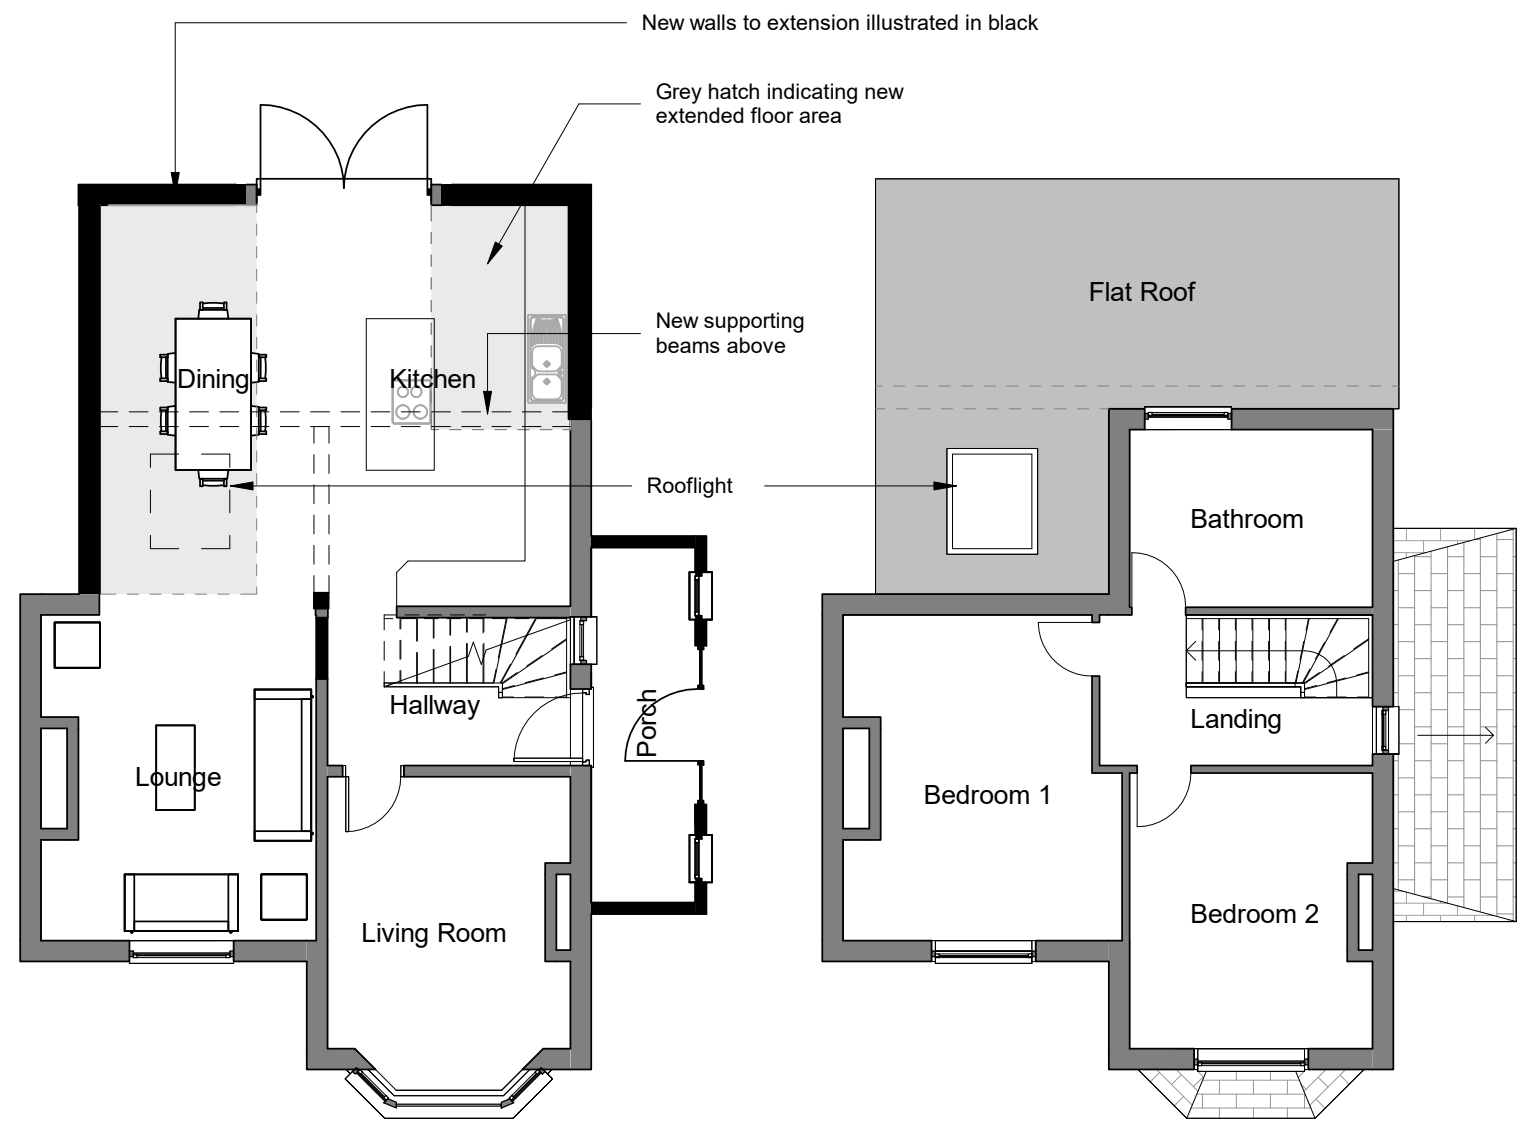 New walls to extension illustrated in black
Grey hatch indicating new
extended floor area
Flat Roof
New supporting
beams above
Dining
Kitchen
Rooflight
Bathroom
Hallway
Porch
Landing
Lounge
Bedroom 1
Living Room
Bedroom 2